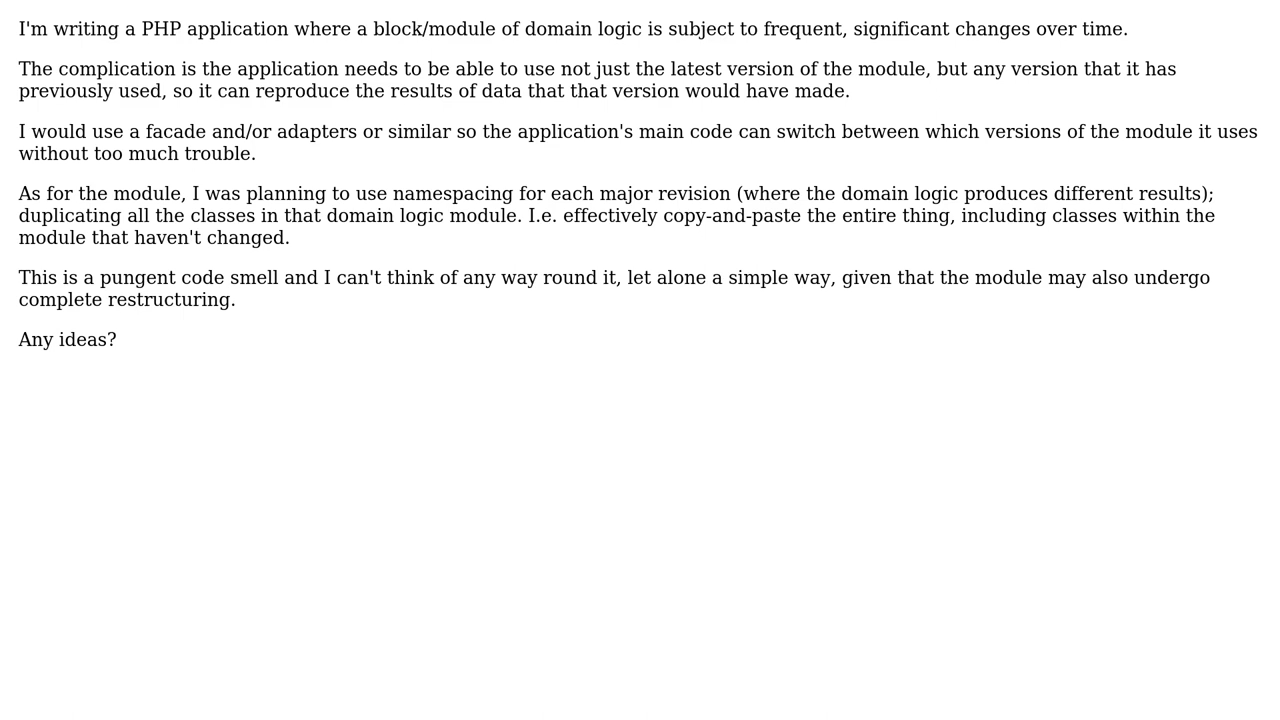 I'm writing a PHP application where a block/module of domain logic is subject to frequent, significant changes over time.
The complication is the application needs to be able to use not just the latest version of the module, but any version that it has
previously used, so it can reproduce the results of data that that version would have made.
I would use a facade and/or adapters or similar so the application's main code can switch between which versions of the module it uses
without too much trouble.
As for the module, I was planning to use namespacing for each major revision (where the domain logic produces different results);
duplicating all the classes in that domain logic module. I.e. effectively copy-and-paste the entire thing, including classes within the
module that haven't changed.
This is a pungent code smell and I can't think of any way round it, let alone a simple way, given that the module may also undergo
complete restructuring.
Any ideas?